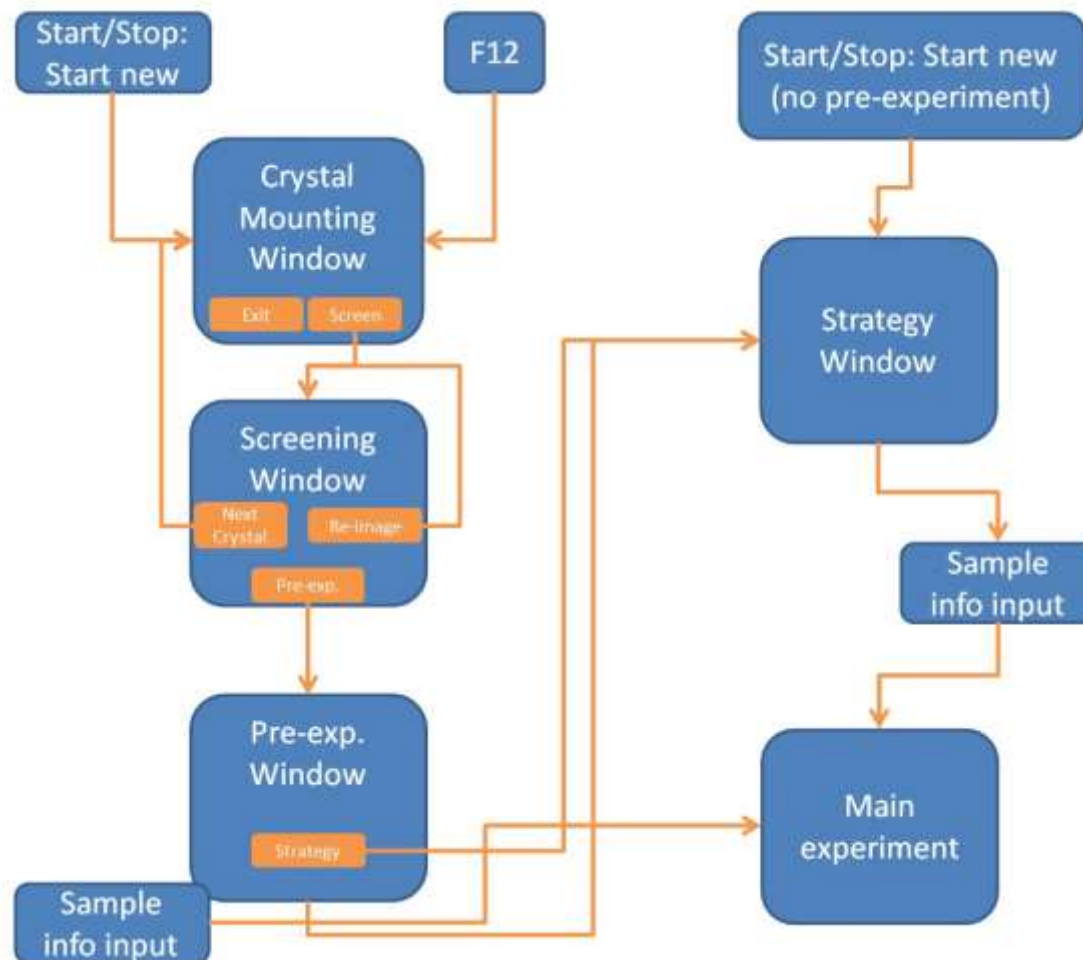 Start/Stop:
Start new
F12
Start/Stop: Start new
(no pre-experiment)
Crystal
Mounting
Window
Exit
Screen
Strategy
Window
Screening
Window
Next
Crystal
Re-image
Pre-exp.
Sample
info input
Pre-exp.
Window
Strategy
Main
experiment
Sample
info input